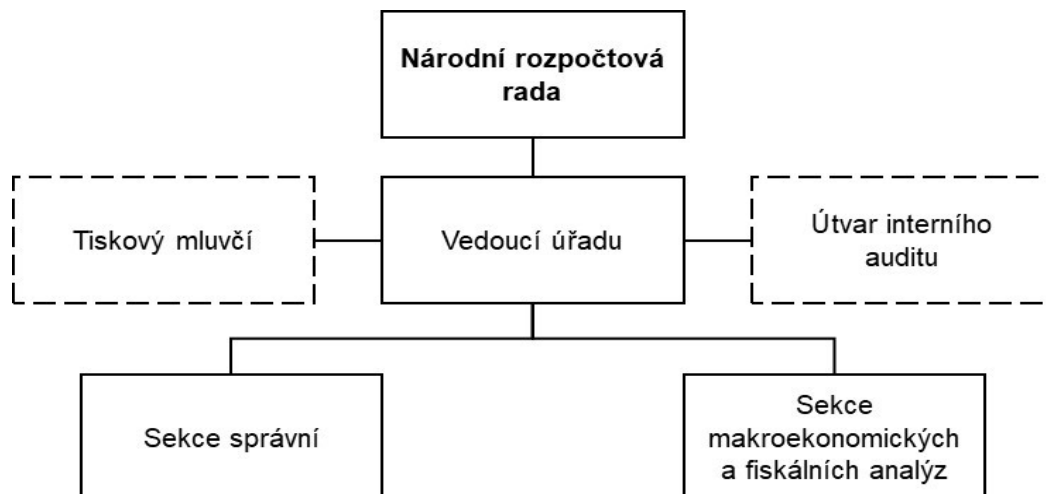 Národní rozpočtová
rada
Tiskový mluvčí
Vedoucí úřadu
Útvar interního
auditu
Sekce správní
Sekce
makroekonomických
a fiskálních analýz